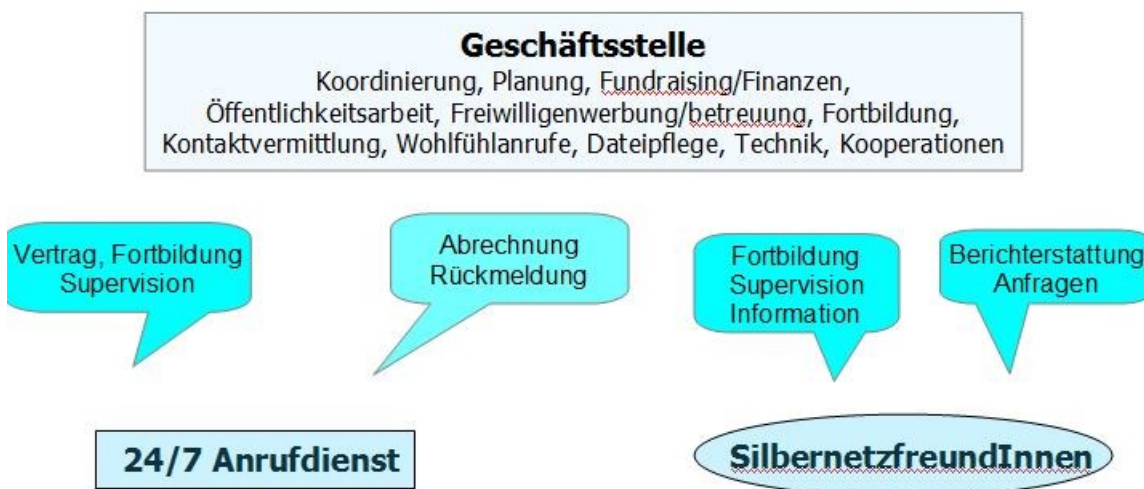 Geschäftsstelle
Koordinierung, Planung, Fundraising/Finanzen,
Öffentlichkeitsarbeit, Freiwilligenwerbung/betreuung, Fortbildung,
Kontaktvermittlung, Wohlfühlanrufe, Dateipflege, Technik, Kooperationen
Vertrag, Fortbildung
Supervision
Abrechnung
Rückmeldung
Fortbildung
Supervision
Information
Berichterstattung
Anfragen
24/7 Anrufdienst
SilbernetzfreundInnen